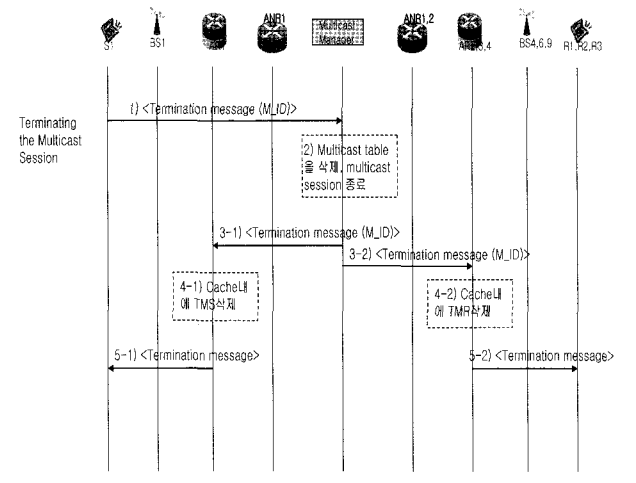 S1
BS1
ANR1
Multicast
Manager
ANR1,2
BS4,6,9
R1,R2,R3
Terminating
the Multicast
Session
1) <Termination message (M_ID)>
2) Multicast table
을 삭제, multicast
session 종료
3-1) <Termination message (M_ID)>
3-2) <Termination message (M_ID)>
4-1) Cache내
에 TMS삭제
4-2) Cache내
에 TMR삭제
5-1) <Termination message>
5-2) <Termination message>